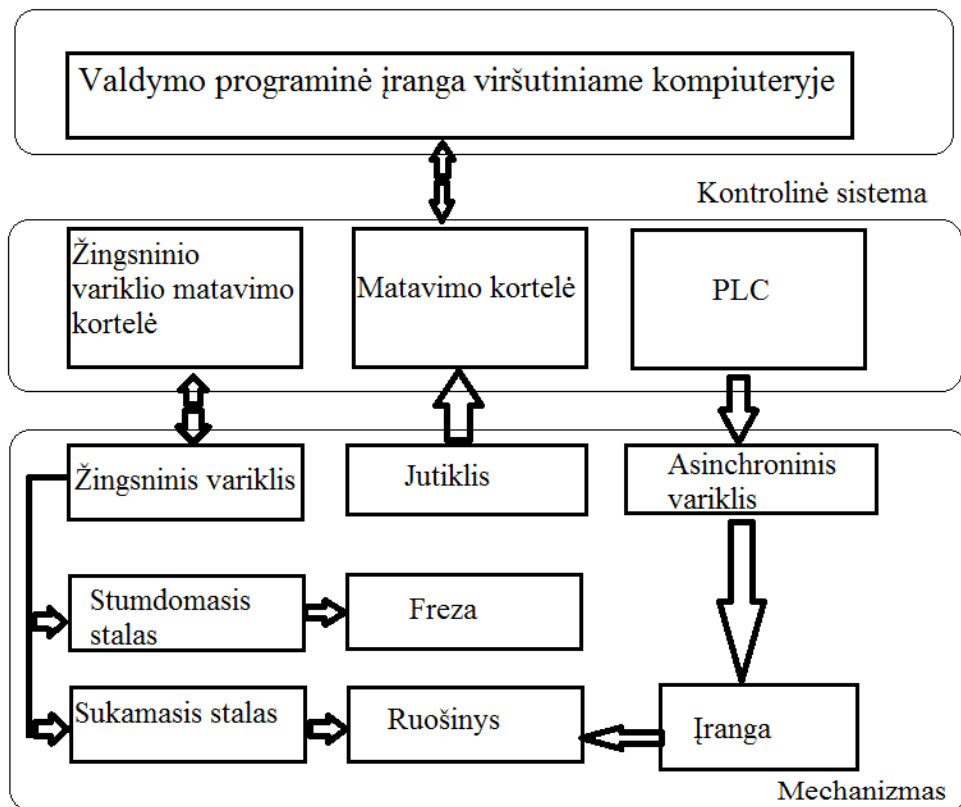 Valdymo programinė įranga viršutiniame kompiuteryje
Kontrolinė sistema
Žingsninio
variklio matavimo
kortelė
Matavimo kortelė
PLC
Žingsninis variklis
Jutiklis
Asinchroninis
variklis
Stumdomasis
stalas
Freza
Sukamasis stalas
Ruošinys
Įranga
Mechanizmas